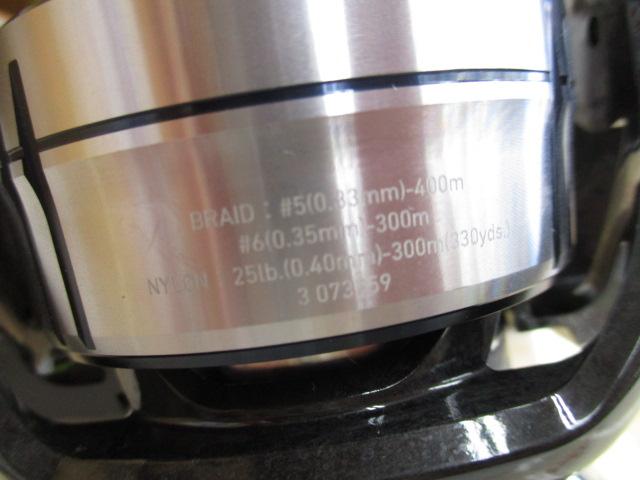 BRAID : #5(0.33mm)-400m
#6(0.35mm)-300m
NYLON : 25lb.(0.40mm)-300m(330yds.)